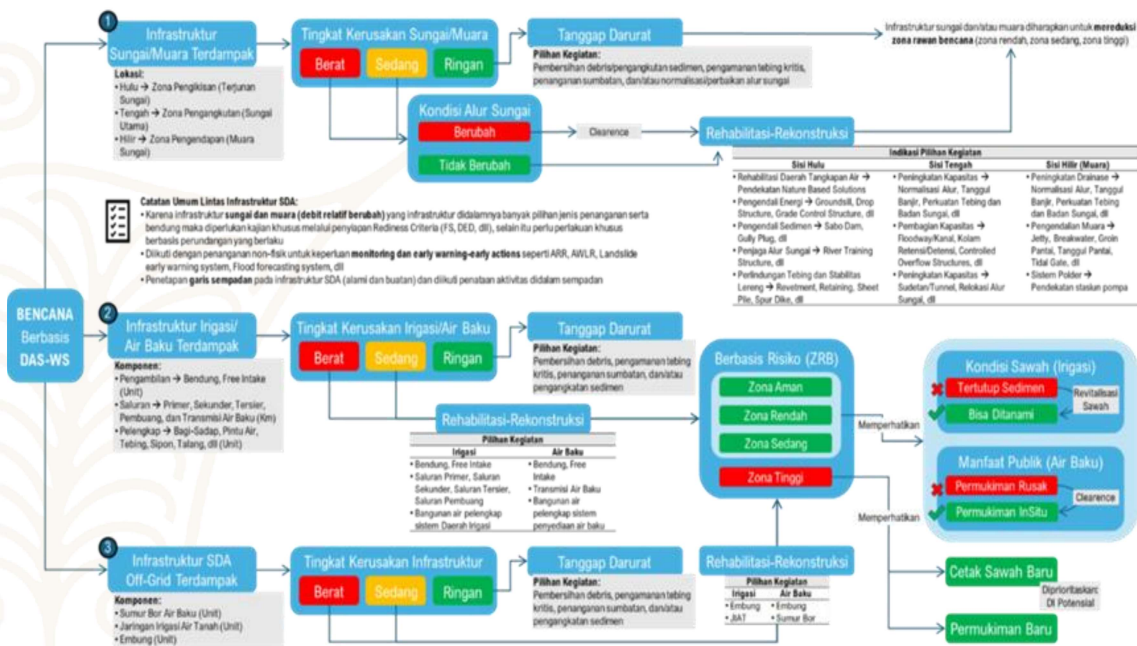 1
Infrastruktur
Sungai/Muara Terdampak
Lokasi:
• Hulu → Zona Pengikisan (Terjunan
Sungai)
• Tengah → Zona Pengangkutan (Sungai
Utama)
• Hilir → Zona Pengendapan (Muara
Sungai)
Tingkat Kerusakan Sungai/Muara
Berat
Sedang
Ringan
Tanggap Darurat
Pilihan Kegiatan:
Pembersihan debris/pengangkutan sedimen, pengamanan tebing kritis,
penanganan sumbatan, dan/atau normalisasi/perbaikan alur sungai
Infrastruktur sungai dan/atau muara diharapkan untuk mereduksi
zona rawan bencana (zona rendah, zona sedang, zona tinggi)
Kondisi Alur Sungai
Berubah
Tidak Berubah
Clearence
Rehabilitasi-Rekonstruksi
Indikasi Pilihan Kegiatan
Sisi Hulu
• Rehabilitasi Daerah Tangkapan Air →
Pendekatan Nature Based Solutions
• Pengendali Energi → Groundsill, Drop
Structure, Grade Control Structure, dll
• Pengendali Sedimen → Sabo Dam,
Gully Plug, dll
• Penjaga Alur Sungai → River Training
Structure, dll
• Perlindungan Tebing dan Stabilitas
Lereng → Revetment, Retaining, Sheet
Pile, Spur Dike, dll
Sisi Tengah
• Peningkatan Kapasitas →
Normalisasi Alur, Tanggul
Banjir, Perkuatan Tebing dan
Badan Sungai, dll
• Pembagian Kapasitas →
Floodway/Kanal, Kolam
Retensi/Detensi, Controlled
Overflow Structures, dll
• Peningkatan Kapasitas →
Sudetan/Tunnel, Relokasi Alur
Sungai, dll
Sisi Hilir (Muara)
• Peningkatan Drainase →
Normalisasi Alur, Tanggul
Banjir, Perkuatan Tebing
dan Badan Sungai, dll
• Pengendalian Muara →
Jetty, Breakwater, Groin
Pantai, Tanggul Pantai,
Tidal Gate, dll
• Sistem Polder →
Pendekatan stasiun pompa
Catatan Umum Lintas Infrastruktur SDA:
• Karena infrastruktur sungai dan muara (debit relatif berubah) yang infrastruktur didalamnya banyak pilihan jenis penanganan serta
bendung maka diperlukan kajian khusus melalui penyiapan Rediness Criteria (FS, DED, dll), selain itu perlu perlakuan khusus
berbasis perundangan yang berlaku
• Diikuti dengan penanganan non-fisik untuk keperluan monitoring dan early warning-early actions seperti ARR, AWLR, Landslide
early warning system, Flood forecasting system, dll
• Penetapan garis sempadan pada infrastruktur SDA (alami dan buatan) dan diikuti penataan aktivitas didalam sempadan
BENCANA
Berbasis
DAS-WS
2
Infrastruktur Irigasi/
Air Baku Terdampak
Komponen:
• Pengambilan → Bendung, Free Intake
(Unit)
• Saluran → Primer, Sekunder, Tersier,
Pembuang, dan Transmisi Air Baku (Km)
• Pelengkap → Bagi-Sadap, Pintu Air,
Tebing, Sipon, Talang, dll (Unit)
Tingkat Kerusakan Irigasi/Air Baku
Berat
Sedang
Ringan
Tanggap Darurat
Pilihan Kegiatan:
Pembersihan debris, pengamanan tebing
kritis, penanganan sumbatan, dan/atau
pengangkatan sedimen
Rehabilitasi-Rekonstruksi
Pilihan Kegiatan
Irigasi
• Bendung, Free Intake
• Saluran Primer, Saluran
Sekunder, Saluran Tersier,
Saluran Pembuang
• Bangunan air pelengkap
sistem Daerah Irigasi
Air Baku
• Bendung, Free
Intake
• Transmisi Air Baku
• Bangunan air
pelengkap sistem
penyediaan air baku
Berbasis Risiko (ZRB)
Zona Aman
Zona Rendah
Zona Sedang
Zona Tinggi
Memperhatikan
Kondisi Sawah (Irigasi)
Tertutup Sedimen
Bisa Ditanami
Revitalisasi
Sawah
Manfaat Publik (Air Baku)
Permukiman Rusak
Permukiman InSitu
Clearence
Memperhatikan
Cetak Sawah Baru
Diprioritaskan:
DI Potensial
Permukiman Baru
3
Infrastruktur SDA
Off-Grid Terdampak
Komponen:
• Sumur Bor Air Baku (Unit)
• Jaringan Irigasi Air Tanah (Unit)
• Embung (Unit)
Tingkat Kerusakan Infrastruktur
Berat
Sedang
Ringan
Tanggap Darurat
Pilihan Kegiatan:
Pembersihan debris, pengamanan tebing
kritis, penanganan sumbatan, dan/atau
pengangkatan sedimen
Rehabilitasi-Rekonstruksi
Pilihan Kegiatan
Irigasi
• Embung
• JIAT
Air Baku
• Embung
• Sumur Bor